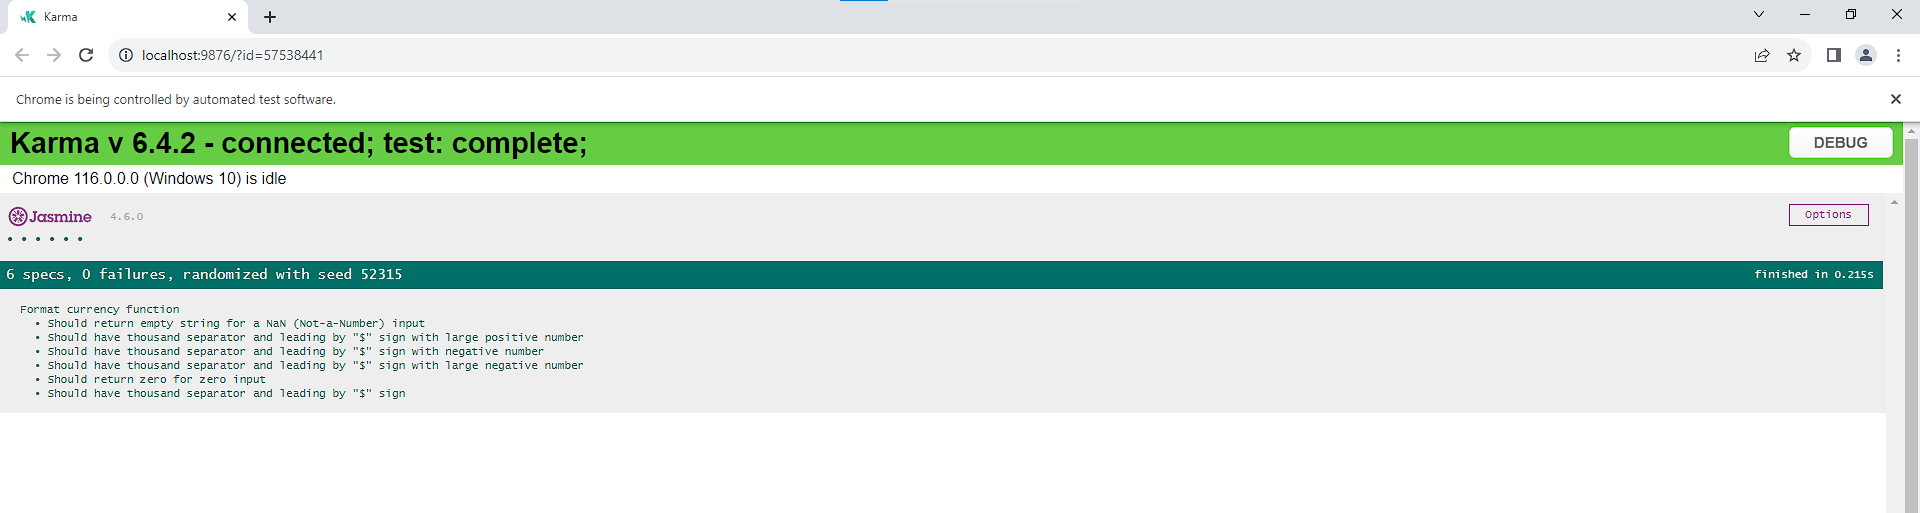 Karma
localhost:9876/?id=57538441
Chrome is being controlled by automated test software.
Karma v 6.4.2 - connected; test: complete;
DEBUG
Chrome 116.0.0.0 (Windows 10) is idle
Jasmine 4.6.0
Options
• • • • • •
6 specs, 0 failures, randomized with seed 52315
finished in 0.215s
Format currency function
• Should return empty string for a NaN (Not-a-Number) input
• Should have thousand separator and leading by "$" sign with large positive number
• Should have thousand separator and leading by "$" sign with negative number
• Should have thousand separator and leading by "$" sign with large negative number
• Should return zero for zero input
• Should have thousand separator and leading by "$" sign